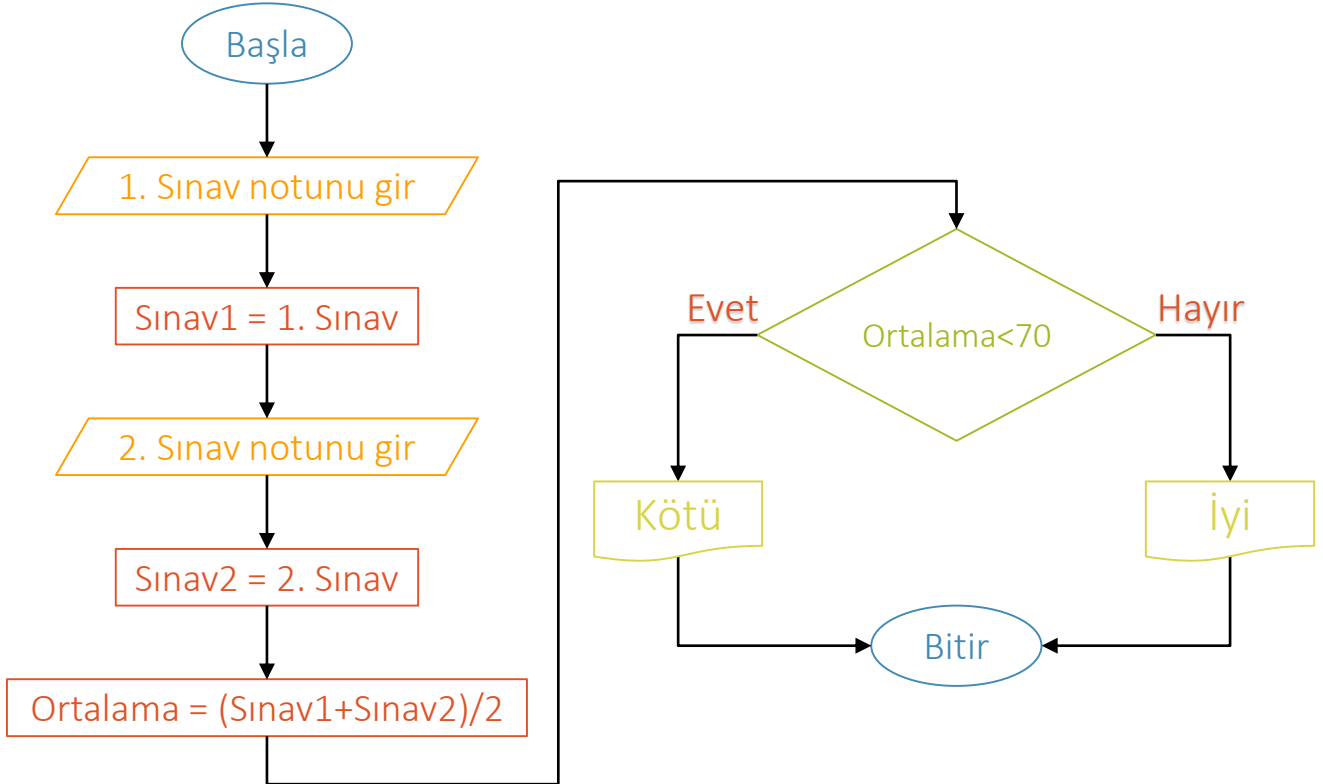 Başla
1. Sınav notunu gir
Sınav1 = 1. Sınav
2. Sınav notunu gir
Sınav2 = 2. Sınav
Ortalama = (Sınav1+Sınav2)/2
Ortalama<70
Evet
Hayır
Kötü
İyi
Bitir